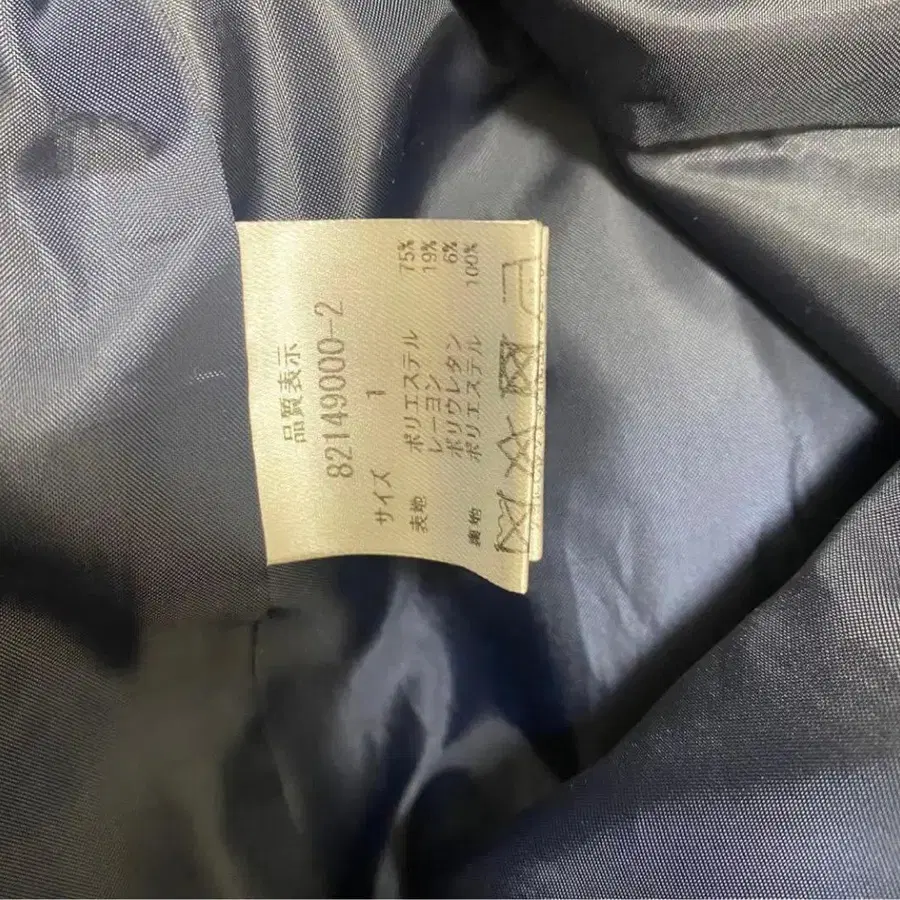 品質表示
82149000-2
サイズ 1
表地 ポリエステル 75%
レーヨン 19%
ポリウレタン 6%
裏地 ポリエステル 100%